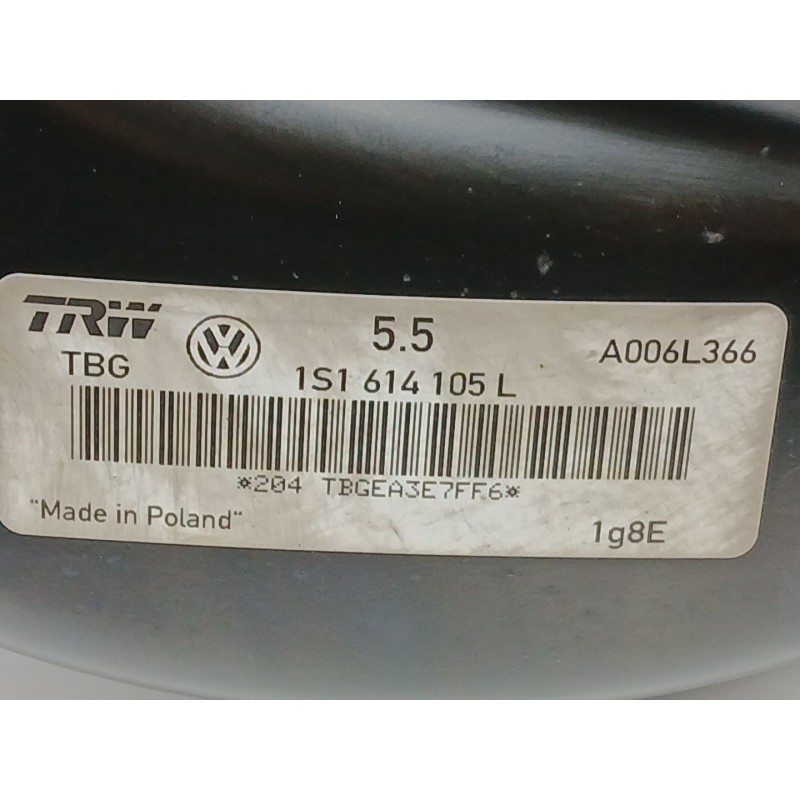 TRW 5.5 A006L366
TBG 1S1 614 105 L
*204 TBGEA3E7FF6*
"Made in Poland" 1g8E